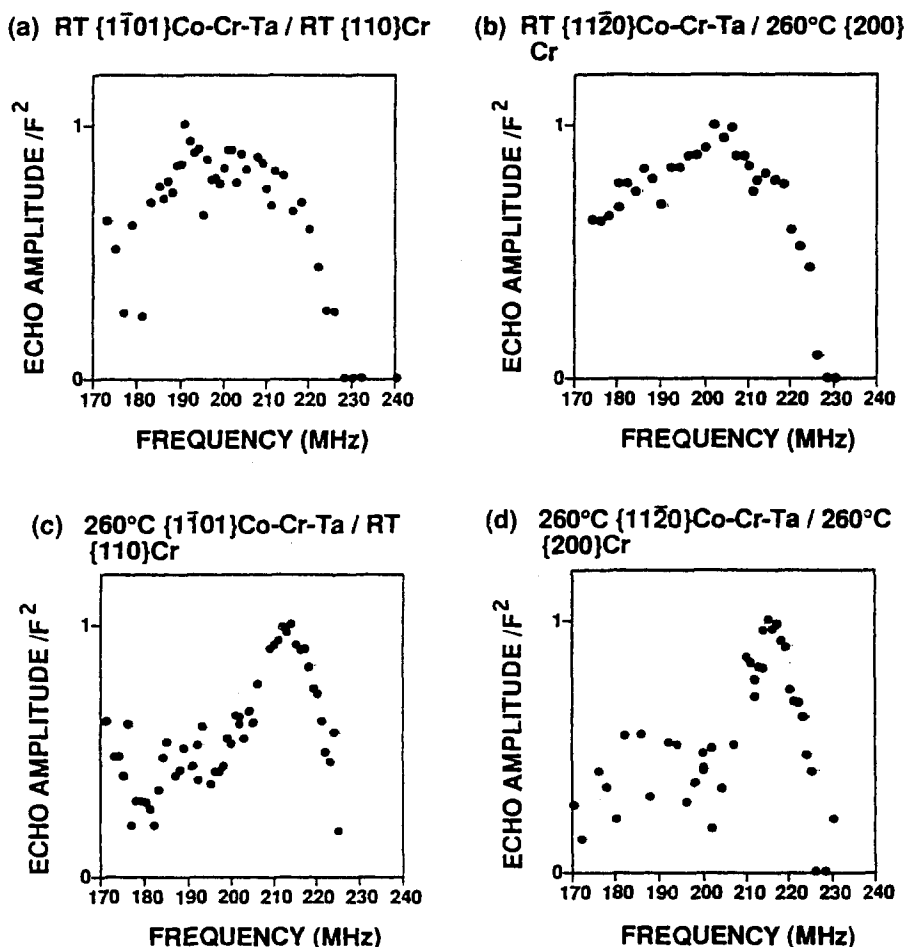 (a) RT {11̅01}Co-Cr-Ta / RT {110}Cr
ECHO AMPLITUDE /F²
1
0
170 180 190 200 210 220 230 240
FREQUENCY (MHz)
(b) RT {112̅0}Co-Cr-Ta / 260°C {200}
Cr
ECHO AMPLITUDE /F²
1
0
170 180 190 200 210 220 230 240
FREQUENCY (MHz)
(c) 260°C {11̅01}Co-Cr-Ta / RT
{110}Cr
ECHO AMPLITUDE /F²
1
0
170 180 190 200 210 220 230 240
FREQUENCY (MHz)
(d) 260°C {112̅0}Co-Cr-Ta / 260°C
{200}Cr
ECHO AMPLITUDE /F²
1
0
170 180 190 200 210 220 230 240
FREQUENCY (MHz)